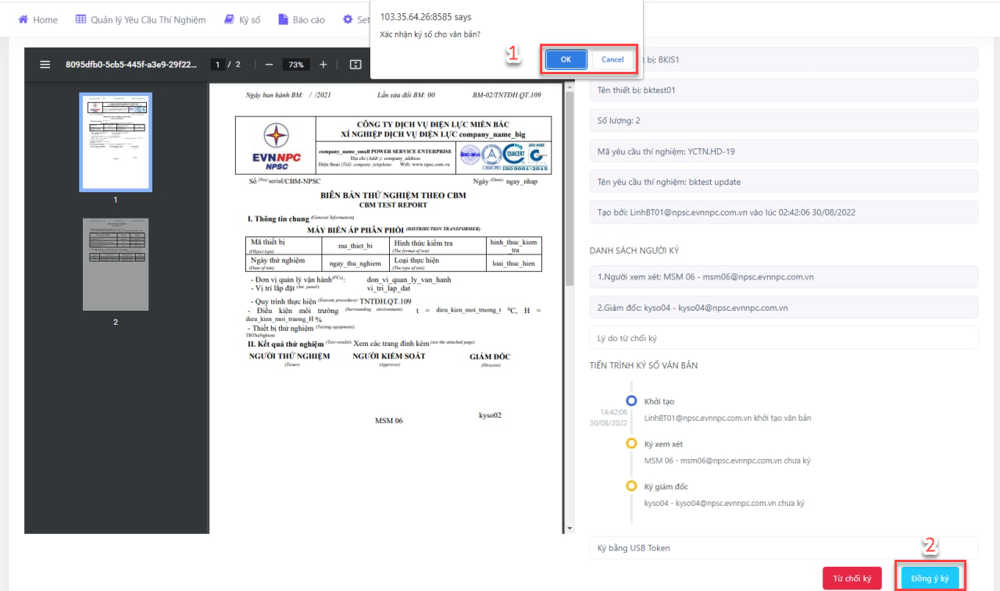 Home
Quản lý Yêu Cầu Thí Nghiệm
Ký số
Báo cáo
Set
103.35.64.26:8585 says
Xác nhận ký số cho văn bản?
1
OK
Cancel
8095dfb0-5cb5-445f-a3e9-29f22...
1 / 2
73%
Ngày ban hành BM: / /2021
Lần sửa đổi BM: 00
BM-02/TNTĐH.QT.109
EVNNPC
NPSC
CÔNG TY DỊCH VỤ ĐIỆN LỰC MIỀN BẮC
XÍ NGHIỆP DỊCH VỤ ĐIỆN LỰC company_name_big
company_name_small POWER SERVICE ENTERPRISE
Địa chỉ (Addr): company_address
Điện thoại (Tel): company_telephone Web: www.npsc.com.vn
QUACERT
JAS-ANZ
ISO 9001:2015
Số (No): serial/CBM-NPSC
Ngày (Date): ngay_nhap
BIÊN BẢN THỬ NGHIỆM THEO CBM
CBM TEST REPORT
I. Thông tin chung (General Information)
MÁY BIẾN ÁP PHÂN PHỐI (DISTRIBUTION TRANSFORMER)
Mã thiết bị
(Object type)
ma_thiet_bi
Hình thức kiểm tra
(The format of test)
hinh_thuc_kiem
_tra
Ngày thử nghiệm
(Date of test)
ngay_thu_nghiem
Loại thực hiện
(The type of test)
loai_thuc_hien
- Đơn vị quản lý vận hành(PCs): don_vi_quan_ly_van_hanh
- Vị trí lắp đặt (Ins. panel): vi_tri_lap_dat
- Quy trình thực hiện (Execute procedure): TNTĐH.QT.109
- Điều kiện môi trường (Surrounding environment): t = dieu_kien_moi_truong_t ⁰C, H =
dieu_kien_moi_truong_H %
- Thiết bị thử nghiệm (Testing equipment):
TBThuNghiem
II. Kết quả thử nghiệm (Test results): Xem các trang đính kèm (see the attached page)
NGƯỜI THỬ NGHIỆM
(Tester)
NGƯỜI KIỂM SOÁT
(Approver)
GIÁM ĐỐC
(Director)
MSM 06
kyso02
1
2
t bị: BKIS1
Tên thiết bị: bktest01
Số lượng: 2
Mã yêu cầu thí nghiệm: YCTN.HD-19
Tên yêu cầu thí nghiệm: bktest update
Tạo bởi: LinhBT01@npsc.evnnpc.com.vn vào lúc 02:42:06 30/08/2022
DANH SÁCH NGƯỜI KÝ
1.Người xem xét: MSM 06 - msm06@npsc.evnnpc.com.vn
2.Giám đốc: kyso04 - kyso04@npsc.evnnpc.com.vn
Lý do từ chối ký
TIẾN TRÌNH KÝ SỐ VĂN BẢN
Khởi tạo
14:42:06
30/08/2022
LinhBT01@npsc.evnnpc.com.vn khởi tạo văn bản
Ký xem xét
MSM 06 - msm06@npsc.evnnpc.com.vn chưa ký
Ký giám đốc
kyso04 - kyso04@npsc.evnnpc.com.vn chưa ký
Ký bằng USB Token
2
Từ chối ký
Đồng ý ký